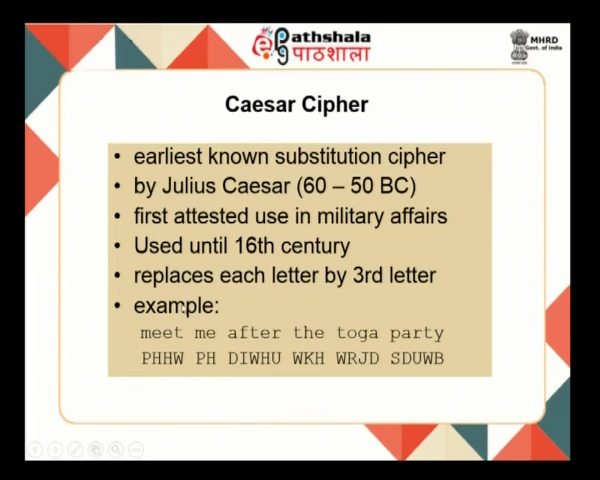 epathshala
पाठशाला
MHRD
Govt. of India
Caesar Cipher
• earliest known substitution cipher
• by Julius Caesar (60 – 50 BC)
• first attested use in military affairs
• Used until 16th century
• replaces each letter by 3rd letter
• example:
meet me after the toga party
PHHW PH DIWHU WKH WRJD SDUWB